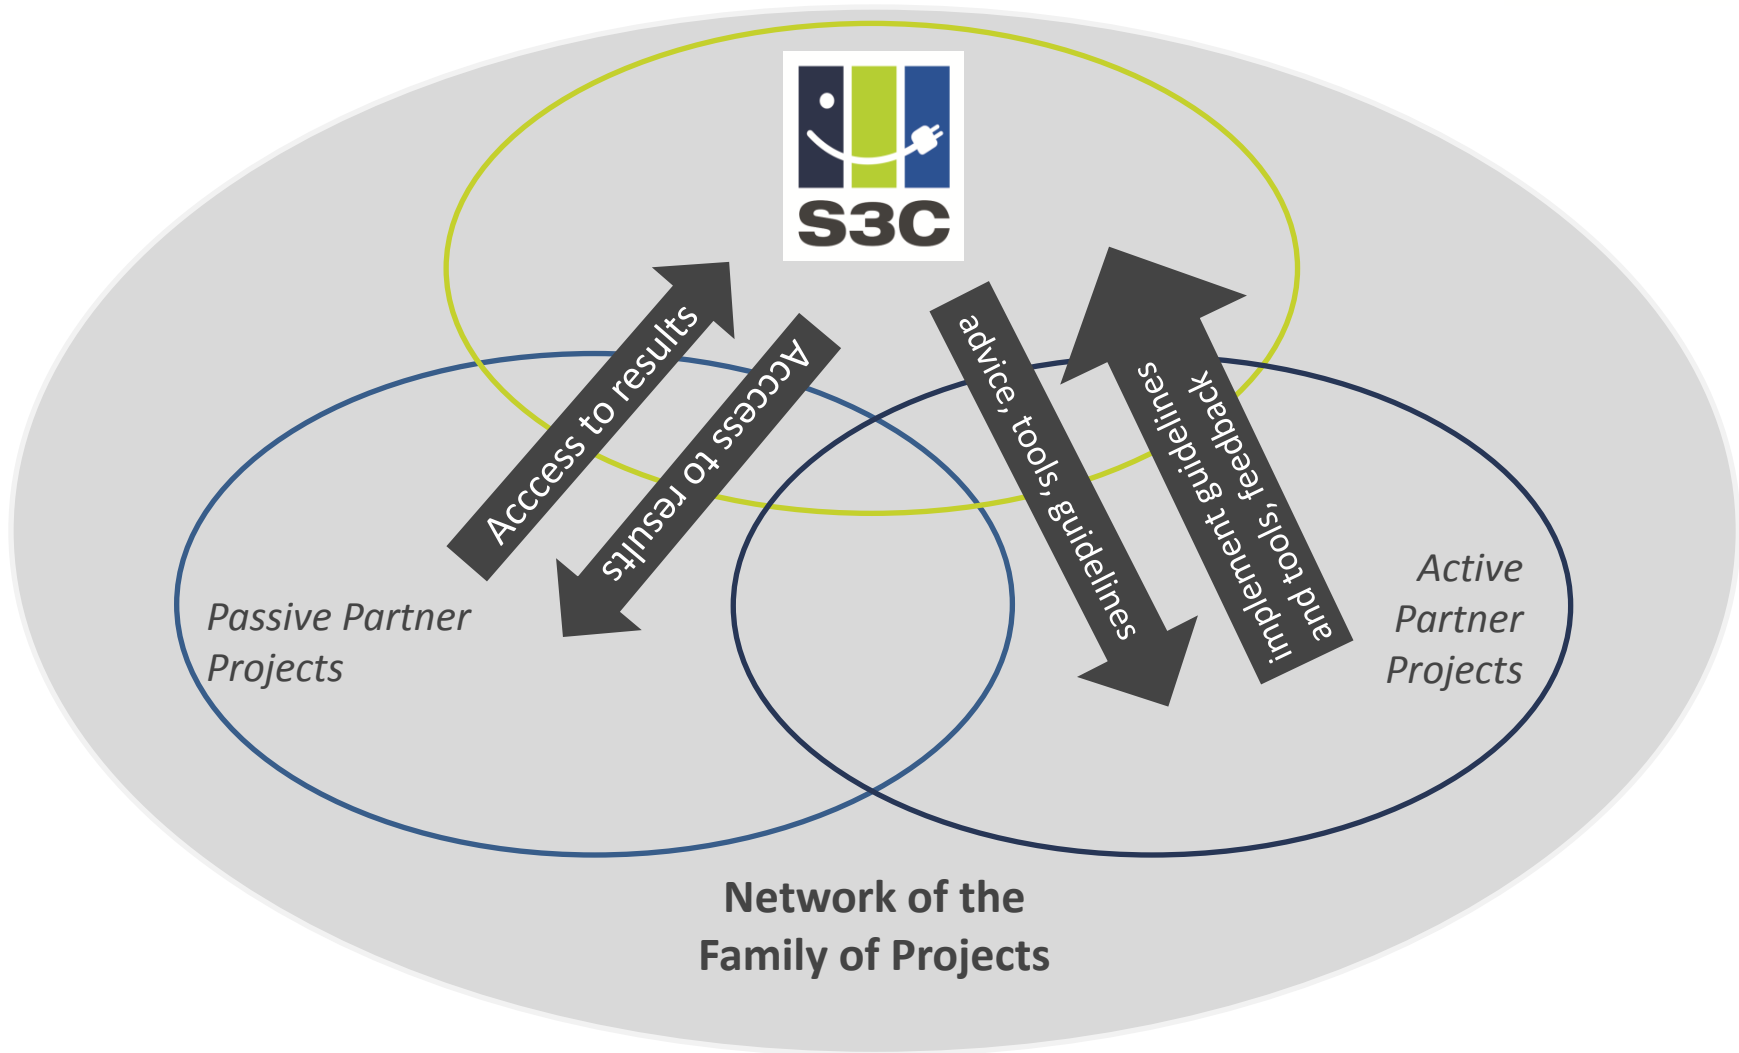 S3C
Acccess to results
Acccess to results
advice, tools, guidelines
implement guidelines
and tools, feedback
Passive Partner
Projects
Active
Partner
Projects
Network of the
Family of Projects